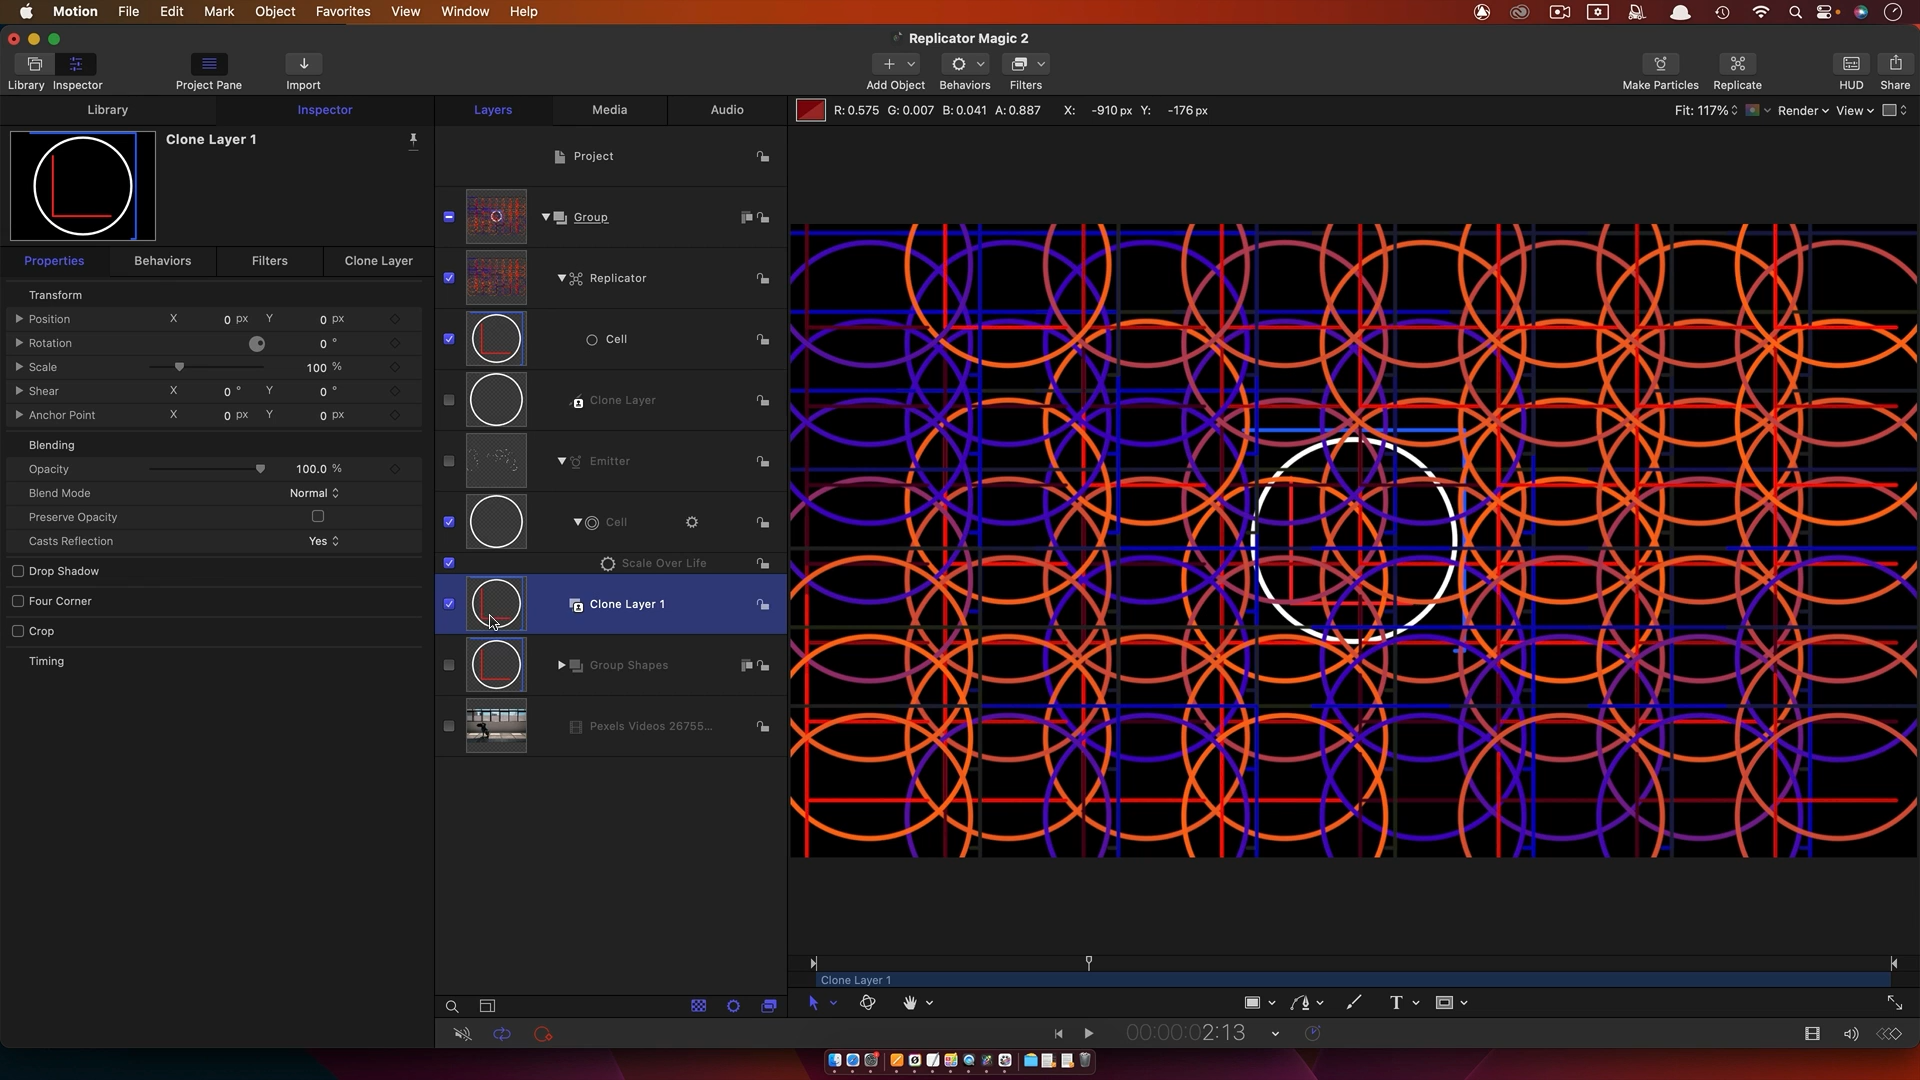 Motion File Edit Mark Object Favorites View Window Help
Replicator Magic 2
Library Inspector Project Pane Import Add Object Behaviors Filters Make Particles Replicate HUD Share
Library Inspector Layers Media Audio R:0.575 G:0.007 B:0.041 A:0.887 X: -910 px Y: -176 px Fit: 117% Render View
Clone Layer 1
Project
Group
Properties Behaviors Filters Clone Layer
Replicator
Transform
Position X 0 px Y 0 px
Rotation 0 °
Cell
Scale 100 %
Shear X 0 ° Y 0 °
Clone Layer
Anchor Point X 0 px Y 0 px
Blending
Emitter
Opacity 100.0 %
Blend Mode Normal
Preserve Opacity
Cell
Casts Reflection Yes
Scale Over Life
Drop Shadow
Four Corner
Clone Layer 1
Crop
Timing
Group Shapes
Pexels Videos 26755...
Clone Layer 1
T
00:00:02:13